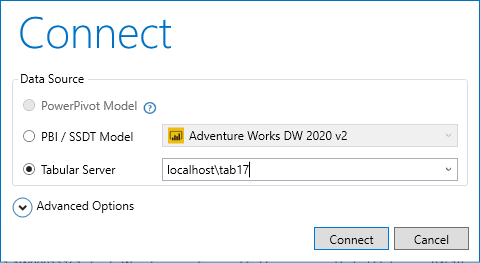 Connect
Data Source
PowerPivot Model ?
PBI / SSDT Model Adventure Works DW 2020 v2
Tabular Server localhost\tab17
Advanced Options
Connect Cancel